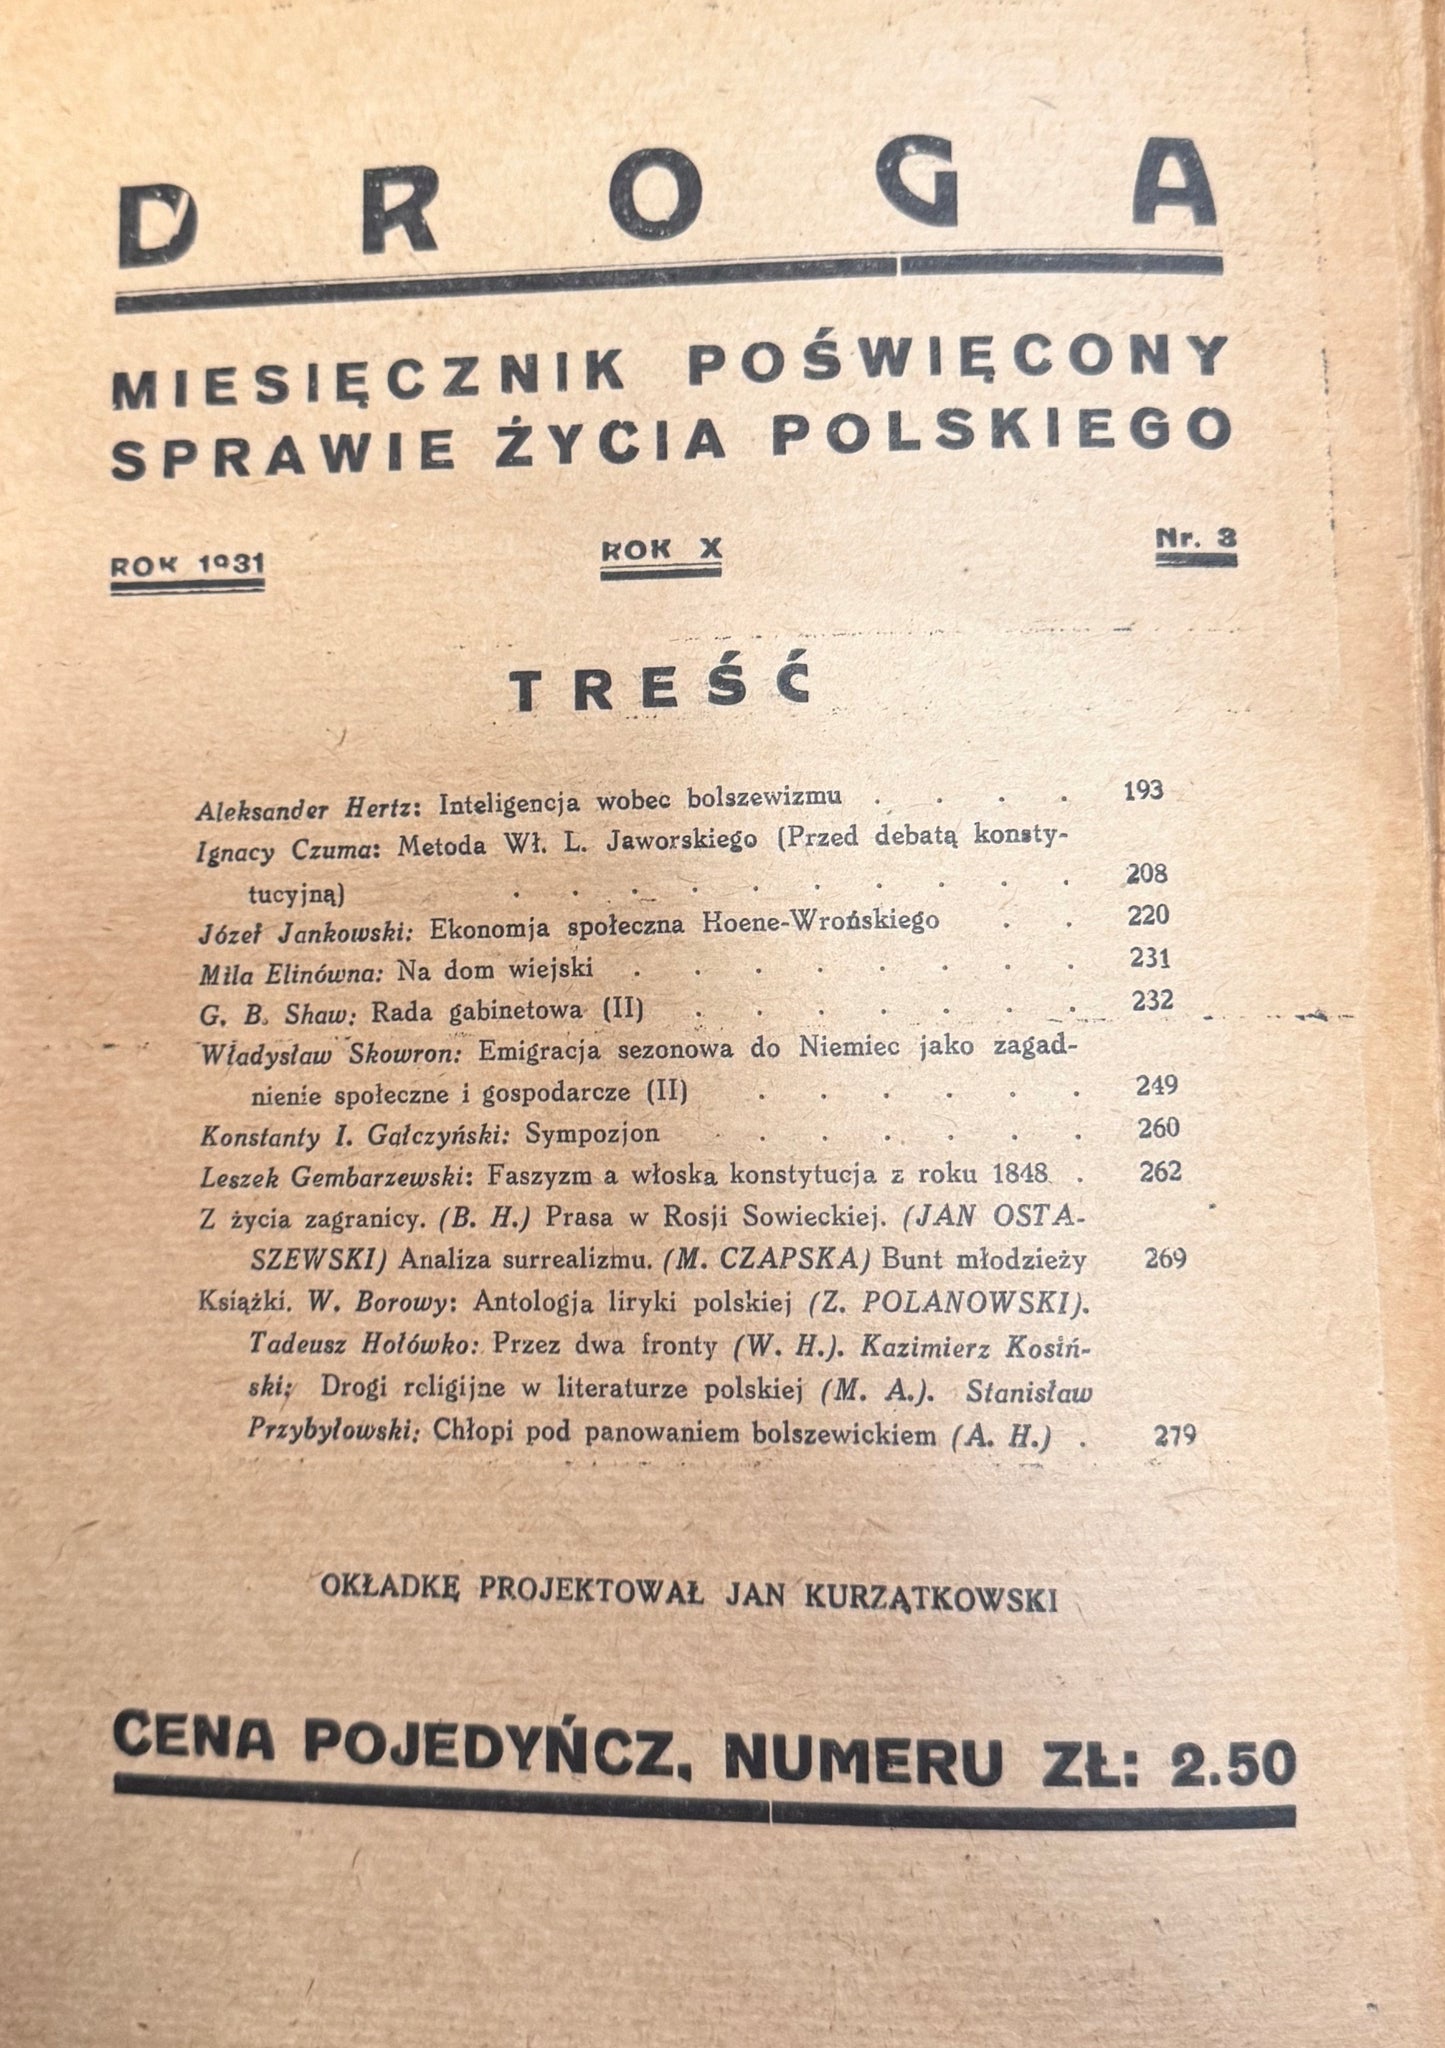 DROGA
MIESIĘCZNIK POŚWIĘCONY
SPRAWIE ŻYCIA POLSKIEGO
ROK 1931 ROK X Nr. 3
TREŚĆ
Aleksander Hertz: Inteligencja wobec bolszewizmu . . . . 193
Ignacy Czuma: Metoda Wł. L. Jaworskiego (Przed debatą konsty-
tucyjną) . . . . . . . . . . 208
Józef Jankowski: Ekonomja społeczna Hoene-Wrońskiego . . 220
Mila Elinówna: Na dom wiejski . . . . . . . . 231
G. B. Shaw: Rada gabinetowa (II) . . . . . . . 232
Władysław Skowron: Emigracja sezonowa do Niemiec jako zagad-
nienie społeczne i gospodarcze (II) . . . . . . 249
Konstanty I. Gałczyński: Sympozjon . . . . . . 260
Leszek Gembarzewski: Faszyzm a włoska konstytucja z roku 1848 . 262
Z życia zagranicy. (B. H.) Prasa w Rosji Sowieckiej. (JAN OSTA-
SZEWSKI) Analiza surrealizmu. (M. CZAPSKA) Bunt młodzieży 269
Książki. W. Borowy: Antologja liryki polskiej (Z. POLANOWSKI).
Tadeusz Hołówko: Przez dwa fronty (W. H.). Kazimierz Kosiń-
ski: Drogi religijne w literaturze polskiej (M. A.). Stanisław
Przybyłowski: Chłopi pod panowaniem bolszewickiem (A. H.) . 279
OKŁADKĘ PROJEKTOWAŁ JAN KURZĄTKOWSKI
CENA POJEDYŃCZ. NUMERU ZŁ: 2.50